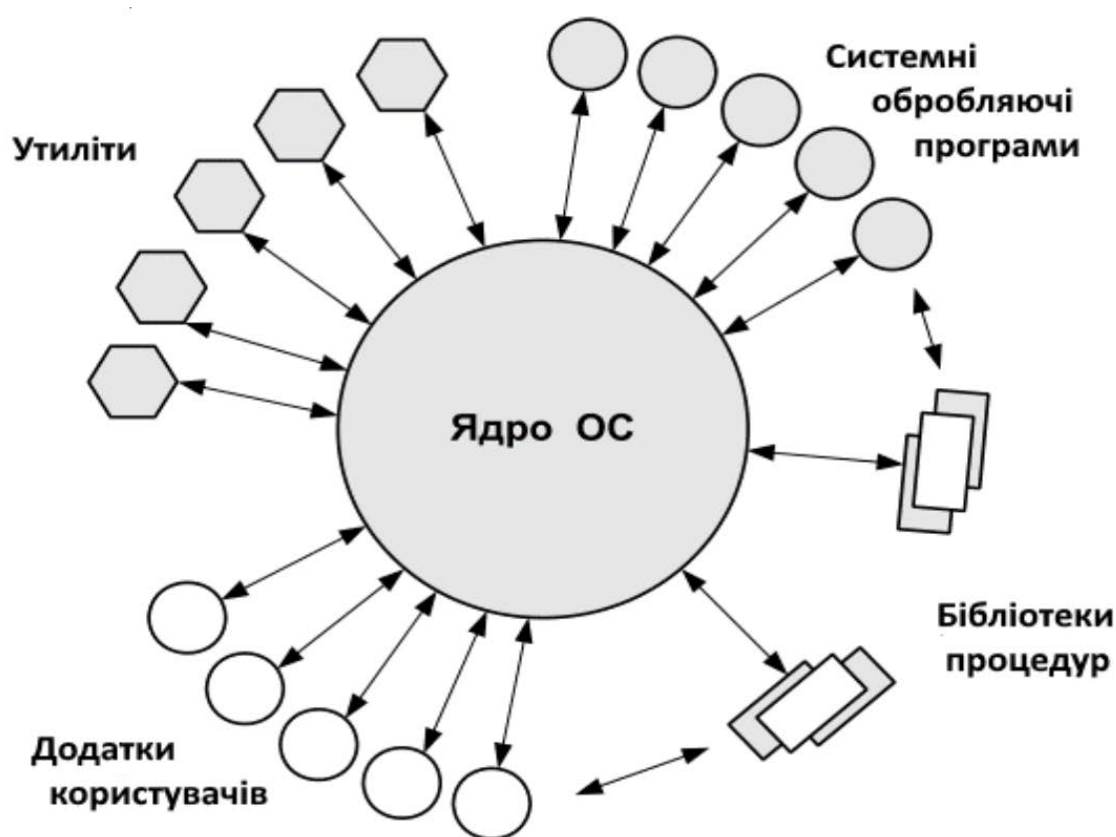 Системні
обробляючі
програми
Утиліти
Ядро ОС
Бібліотеки
процедур
Додатки
користувачів